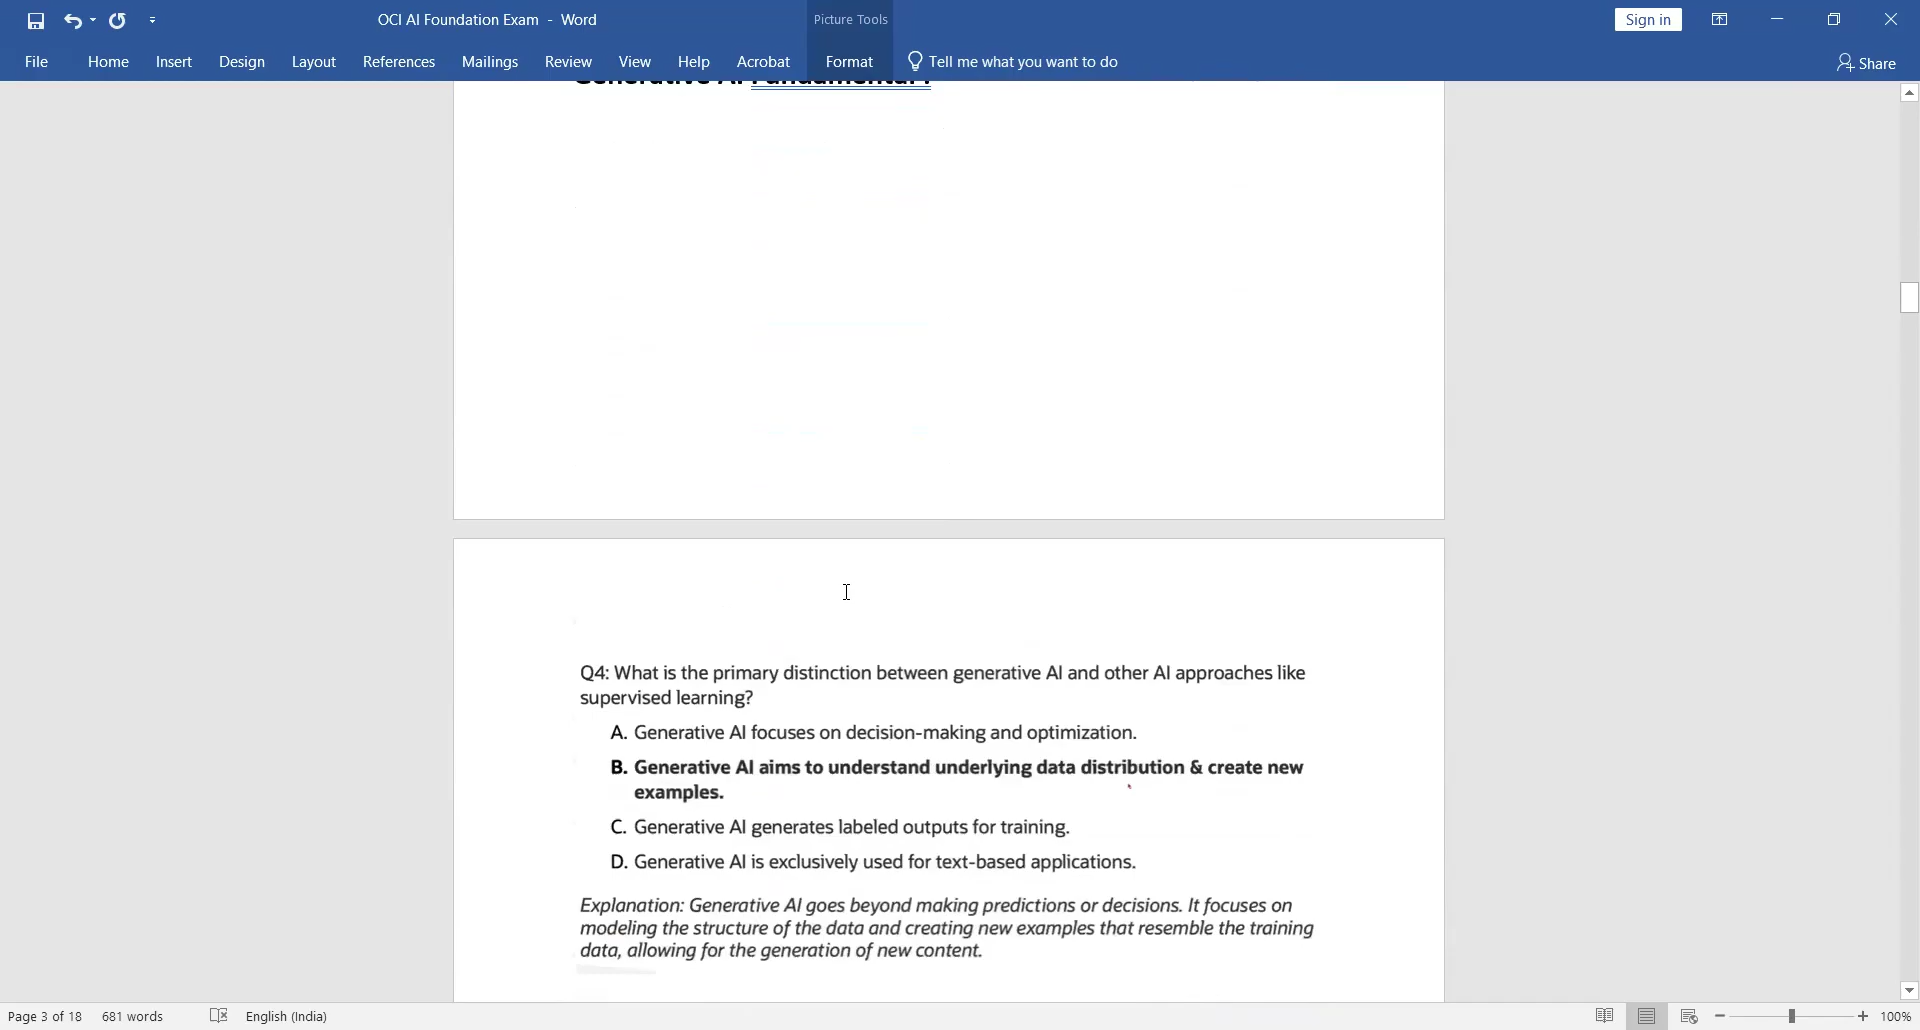 OCI AI Foundation Exam - Word
Picture Tools
Sign in
File Home Insert Design Layout References Mailings Review View Help Acrobat Format Tell me what you want to do
Share
Generative AI Fundamental :
Q4: What is the primary distinction between generative AI and other AI approaches like
supervised learning?
A. Generative AI focuses on decision-making and optimization.
B. Generative AI aims to understand underlying data distribution & create new
examples.
C. Generative AI generates labeled outputs for training.
D. Generative AI is exclusively used for text-based applications.
Explanation: Generative AI goes beyond making predictions or decisions. It focuses on
modeling the structure of the data and creating new examples that resemble the training
data, allowing for the generation of new content.
Page 3 of 18 681 words English (India) 100%